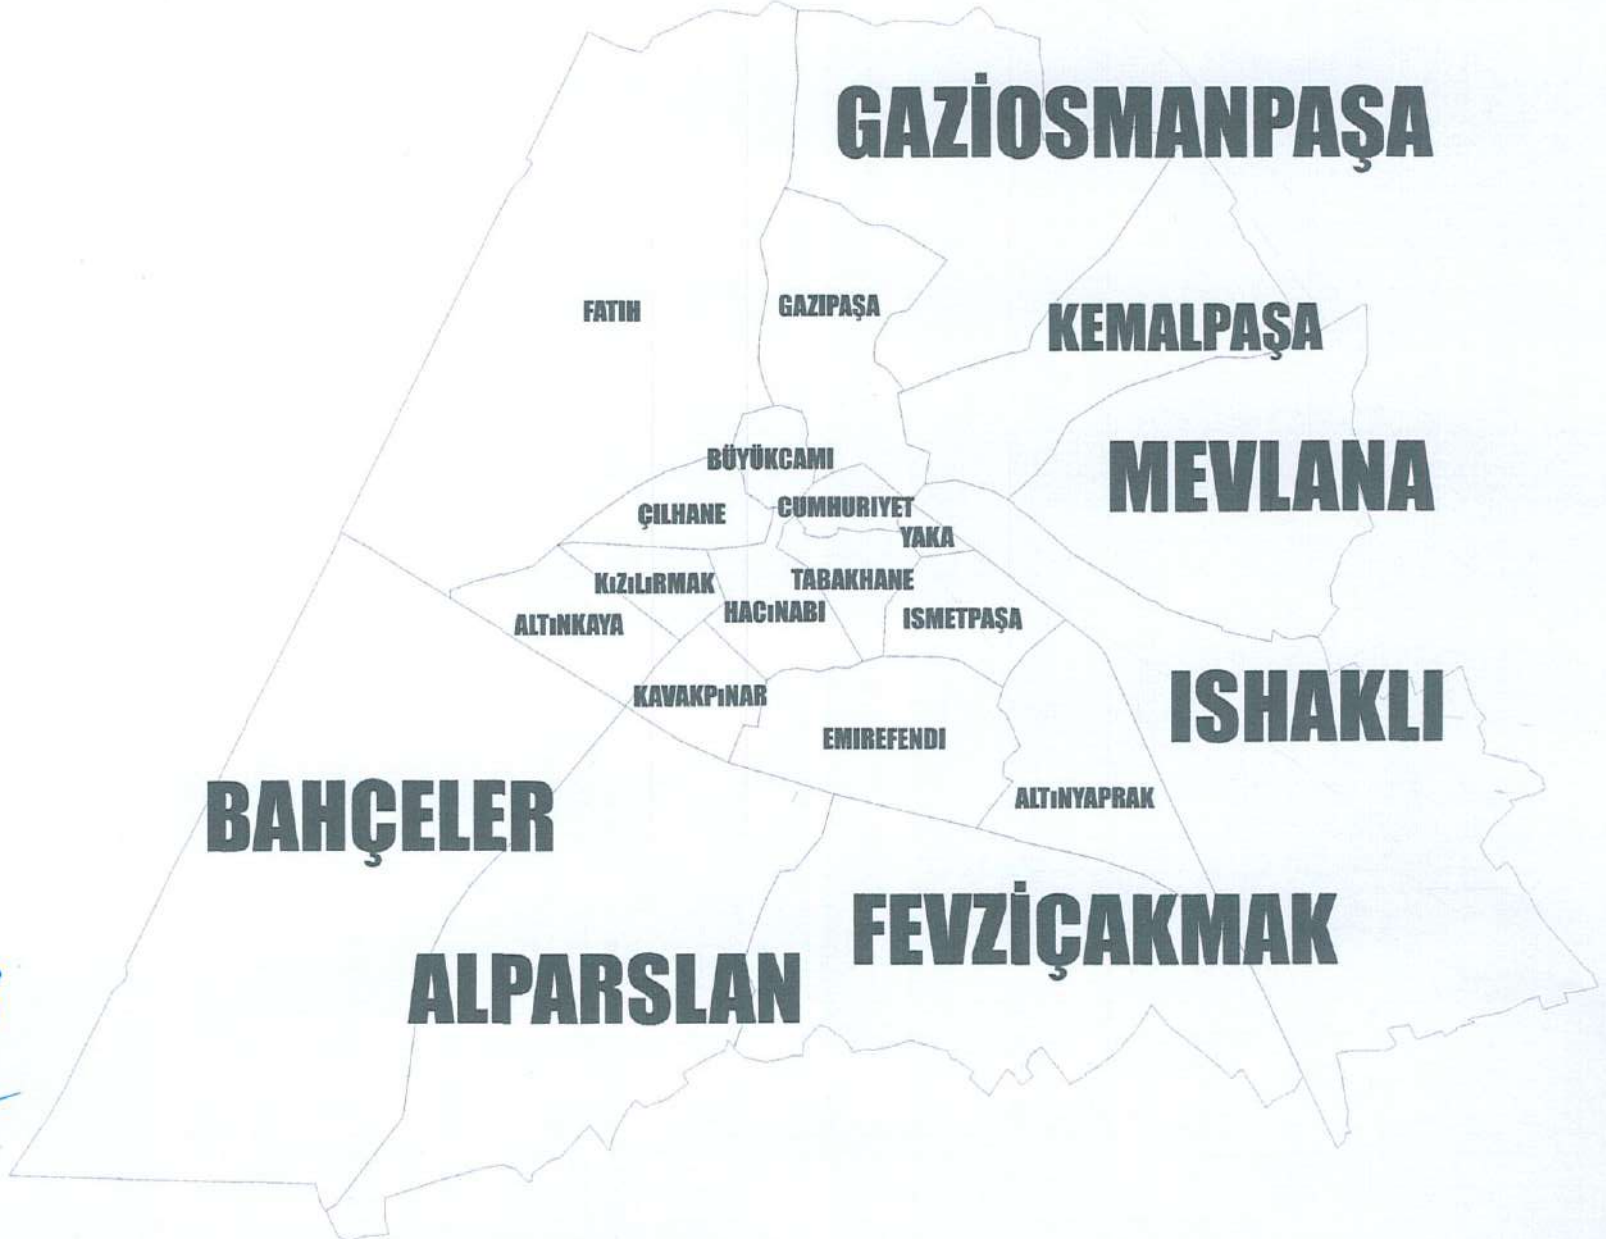 GAZİOSMANPAŞA
FATIH
GAZIPAŞA
KEMALPAŞA
BÜYÜKCAMI
MEVLANA
ÇILHANE
CUMHURIYET
YAKA
KıZıLıRMAK
TABAKHANE
HACıNABI
ALTıNKAYA
ISMETPAŞA
KAVAKPıNAR
ISHAKLI
EMIREFENDI
ALTıNYAPRAK
BAHÇELER
FEVZİÇAKMAK
ALPARSLAN